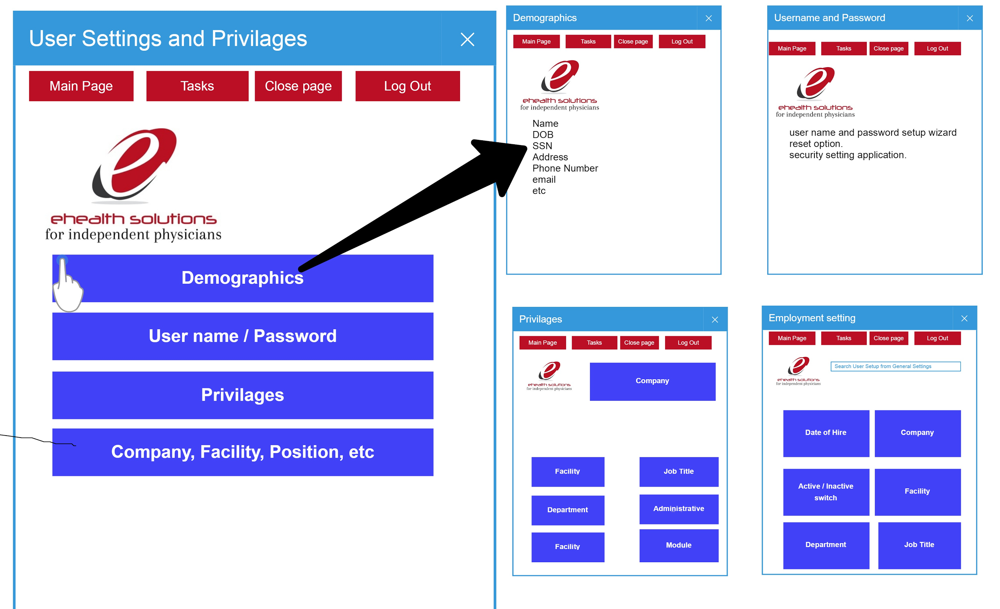 User Settings and Privilages
Main Page
Tasks
Close page
Log Out
ehealth solutions
for independent physicians
Demographics
User name / Password
Privilages
Company, Facility, Position, etc
Demographics
Main Page
Tasks
Close page
Log Out
ehealth solutions
for independent physicians
Name
DOB
SSN
Address
Phone Number
email
etc
Username and Password
Main Page
Tasks
Close page
Log Out
ehealth solutions
for independent physicians
user name and password setup wizard
reset option.
security setting application.
Privilages
Main Page
Tasks
Close page
Log Out
ehealth solutions
for independent physicians
Company
Facility
Job Title
Department
Administrative
Facility
Module
Employment setting
Main Page
Tasks
Close page
Log Out
ehealth solutions
for independent physicians
Search User Setup from General Settings
Date of Hire
Company
Active / Inactive
switch
Facility
Department
Job Title